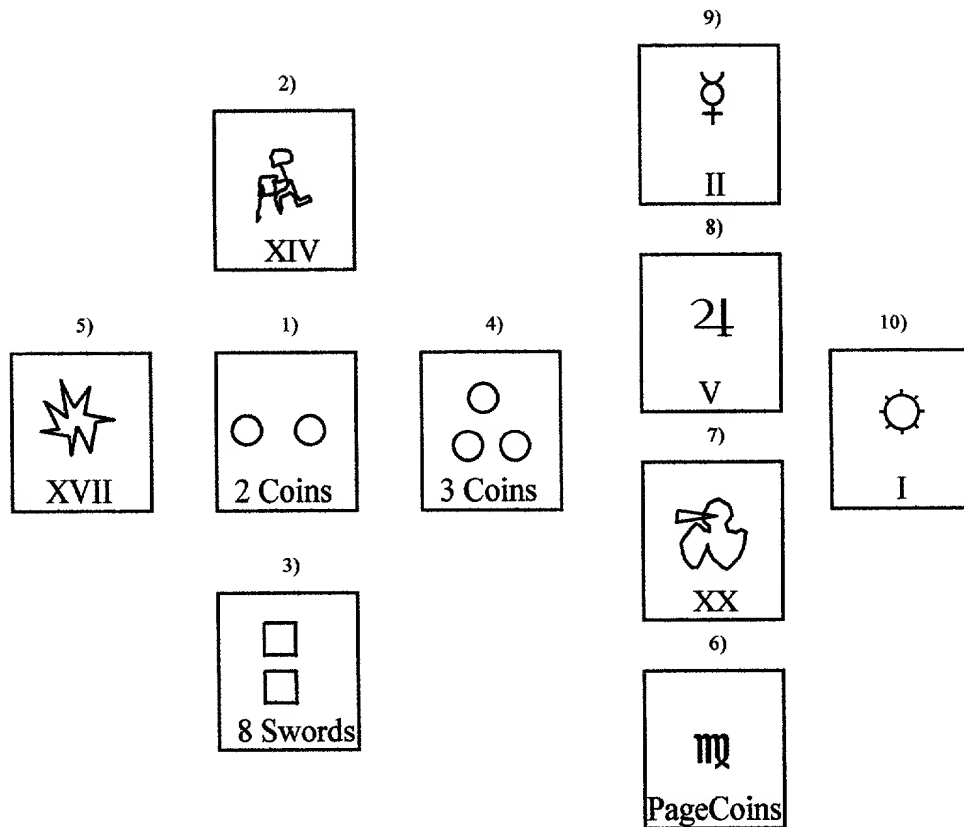 9)
II
2)
XIV
8)
V
5)
XVII
1)
2 Coins
4)
3 Coins
10)
I
7)
XX
3)
8 Swords
6)
PageCoins